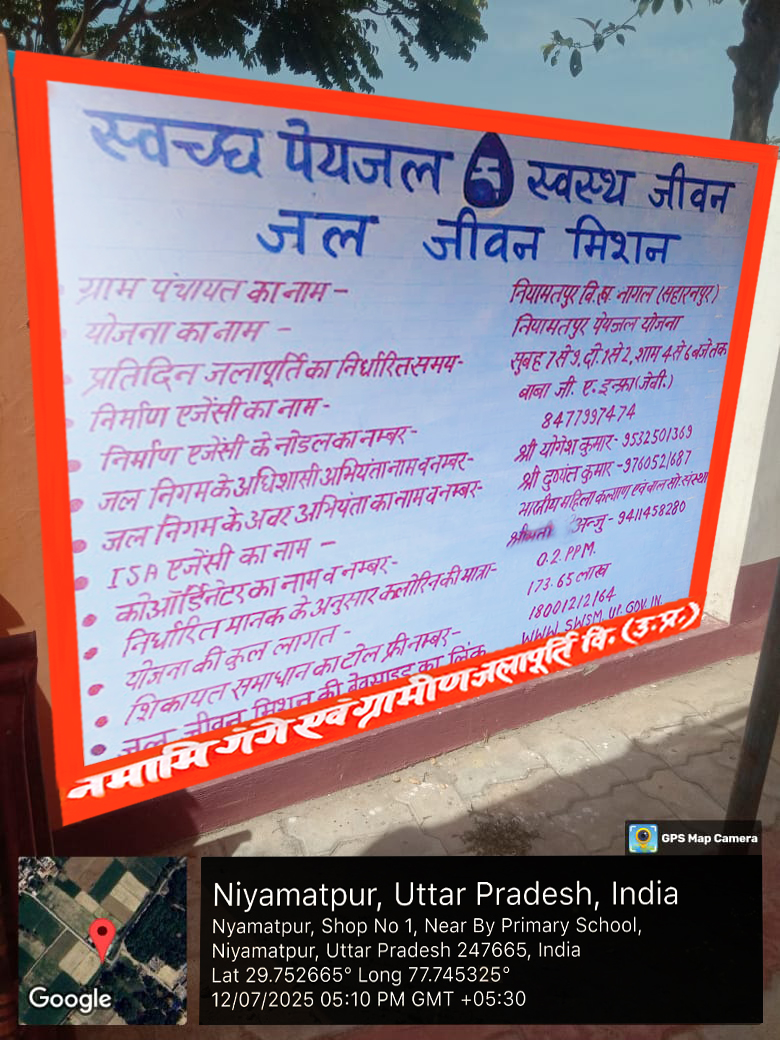 स्वच्छ पेयजल स्वस्थ जीवन
जल जीवन मिशन
ग्राम पंचायत का नाम - नियामतपुर वि.ख. नागल (सहारनपुर)
योजना का नाम - नियामतपुर पेयजल योजना
प्रतिदिन जलापूर्ति का निर्धारित समय- सुबह 7 से 9, दो. 1 से 2, शाम 4 से 6 बजे तक
निर्माण एजेंसी का नाम- बाबा जी. ए. इन्फ्रा (जेवी.)
निर्माण एजेंसी के नोडल का नम्बर- 8477997474
जल निगम के अधिशासी अभियंता नाम व नम्बर- श्री योगेश कुमार- 9532501369
जल निगम के अवर अभियंता का नाम व नम्बर- श्री दुष्यंत कुमार -9760521687
ISA एजेंसी का नाम - महिला कल्याण एवं संस्था
कोऑर्डिनेटर का नाम व नम्बर- श्रीमती अन्जु - 9411458280
निर्धारित मानक के अनुसार क्लोरिन की मात्रा- 0.2. P.P.M.
योजना की कुल लागत - 173.65 लाख
शिकायत समाधान का टोल फ्री नम्बर- 18001212164
जल जीवन मिशन की वेबसाइड का लिंक WWW.SWSM.UP.GOV.IN
नमामि गंगे एवं ग्रामीण जलापूर्ति वि. (उ.प्र.)
GPS Map Camera
Niyamatpur, Uttar Pradesh, India
Nyamatpur, Shop No 1, Near By Primary School,
Niyamatpur, Uttar Pradesh 247665, India
Lat 29.752665° Long 77.745325°
12/07/2025 05:10 PM GMT +05:30
Google